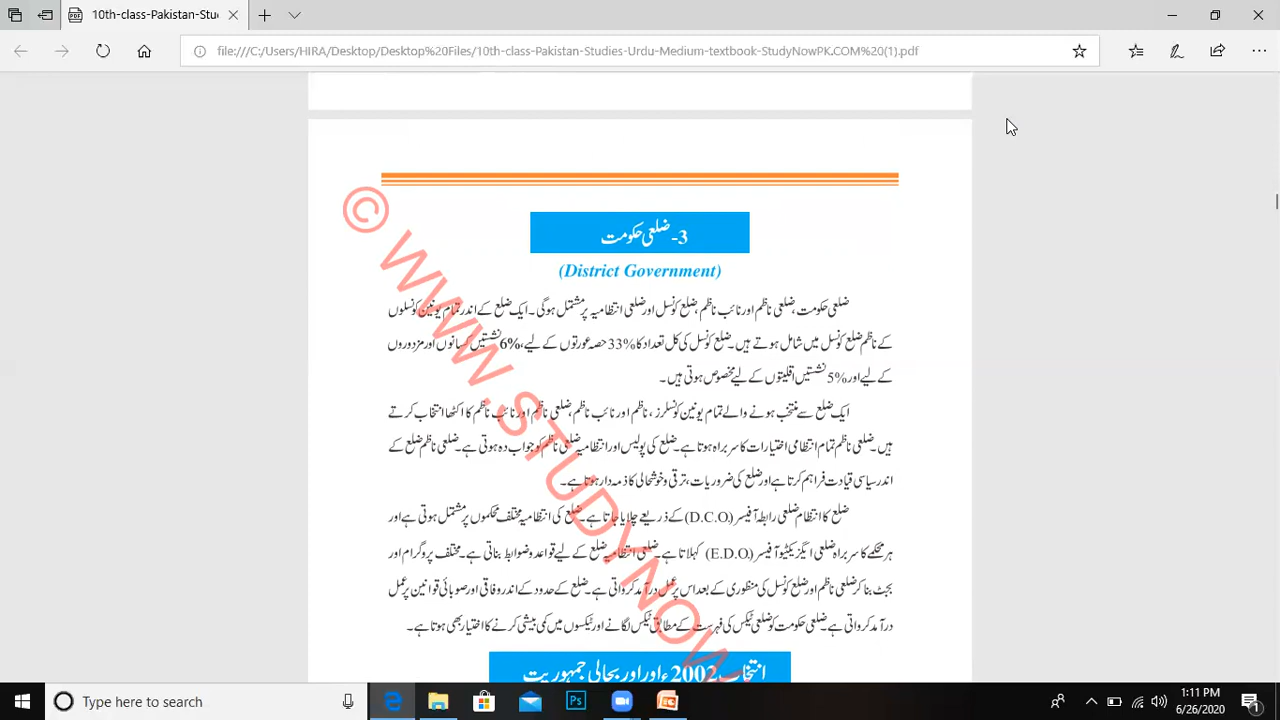 10th-class-Pakistan-Stu
file:///C:/Users/HIRA/Desktop/Desktop%20Files/10th-class-Pakistan-Studies-Urdu-Medium-textbook-StudyNowPK.COM%20(1).pdf
3- ضلعی حکومت
(District Government)
ضلعی حکومت، ضلعی ناظم اور نائب ناظم، ضلع کونسل اور ضلعی انتظامیہ پر مشتمل ہوگی۔ ایک ضلع کے اندر تمام یونین کونسلوں
کے ناظم ضلع کونسل میں شامل ہوتے ہیں۔ ضلع کونسل کی کل تعداد کا %33 حصہ عورتوں کے لیے، %6 نشستیں کسانوں اور مزدوروں
کے لیے اور %5 نشستیں اقلیتوں کے لیے مخصوص ہوتی ہیں۔
ایک ضلع سے منتخب ہونے والے تمام یونین کونسلرز، ناظم اور نائب ناظم، ضلعی ناظم اور نائب ناظم کا اکٹھا انتخاب کرتے
ہیں۔ ضلعی ناظم تمام انتظامی اختیارات کا سربراہ ہوتا ہے۔ ضلع کی پولیس اور انتظامیہ ضلعی ناظم کو جواب دہ ہوتی ہے۔ ضلعی ناظم ضلع کے
اندر سیاسی قیادت فراہم کرتا ہے اور ضلع کی ضروریات، ترقی و خوشحالی کا ذمہ دار ہوتا ہے۔
ضلع کا انتظام ضلعی رابطہ آفیسر (D.C.O.) کے ذریعے چلایا جاتا ہے۔ ضلع کی انتظامیہ مختلف محکموں پر مشتمل ہوتی ہے اور
ہر محکمے کا سربراہ ضلعی ایگزیکٹیو آفیسر (E.D.O.) کہلاتا ہے۔ ضلعی انتظامیہ ضلع کے لیے قواعد و ضوابط بناتی ہے۔ مختلف پروگرام اور
بجٹ بنا کر ضلعی ناظم اور ضلع کونسل کی منظوری کے بعد اس پر عمل درآمد کرواتی ہے۔ ضلع کے حدود کے اندر وفاقی اور صوبائی قوانین پر عمل
درآمد کرواتی ہے۔ ضلعی حکومت کو ضلعی ٹیکس کی فہرست کے مطابق ٹیکس لگانے اور ٹیکسوں میں کمی بیشی کرنے کا اختیار بھی ہوتا ہے۔
انتخاب 2002ء اور اور بحالی جمہوریت
© WWW.STUDYNOW
Type here to search
1:11 PM
6/26/2020